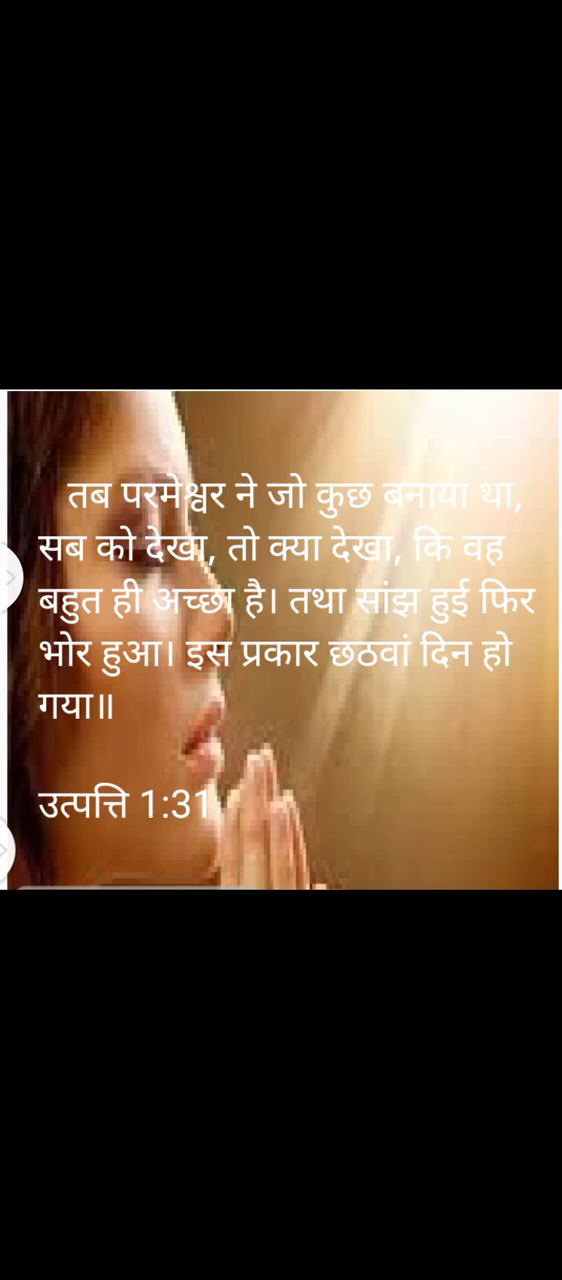 तब परमेश्वर ने जो कुछ बनाया था,
सब को देखा, तो क्या देखा, कि वह
बहुत ही अच्छा है। तथा सांझ हुई फिर
भोर हुआ। इस प्रकार छठवां दिन हो
गया॥
उत्पत्ति 1:31